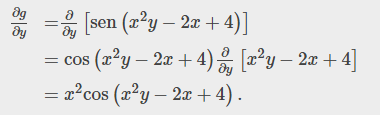 ∂g/∂y = ∂/∂y [sen (x²y − 2x + 4)]
= cos (x²y − 2x + 4) ∂/∂y [x²y − 2x + 4]
= x²cos (x²y − 2x + 4) .